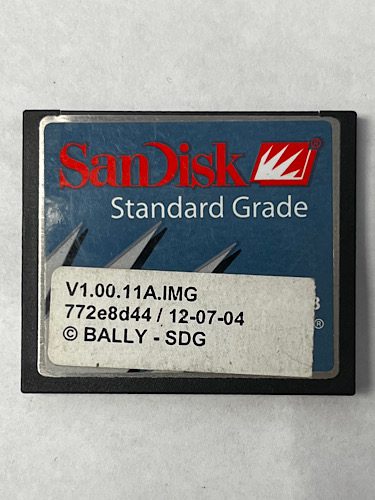 SanDisk ®
Standard Grade
V1.00.11A.IMG
772e8d44 / 12-07-04
© BALLY - SDG
®